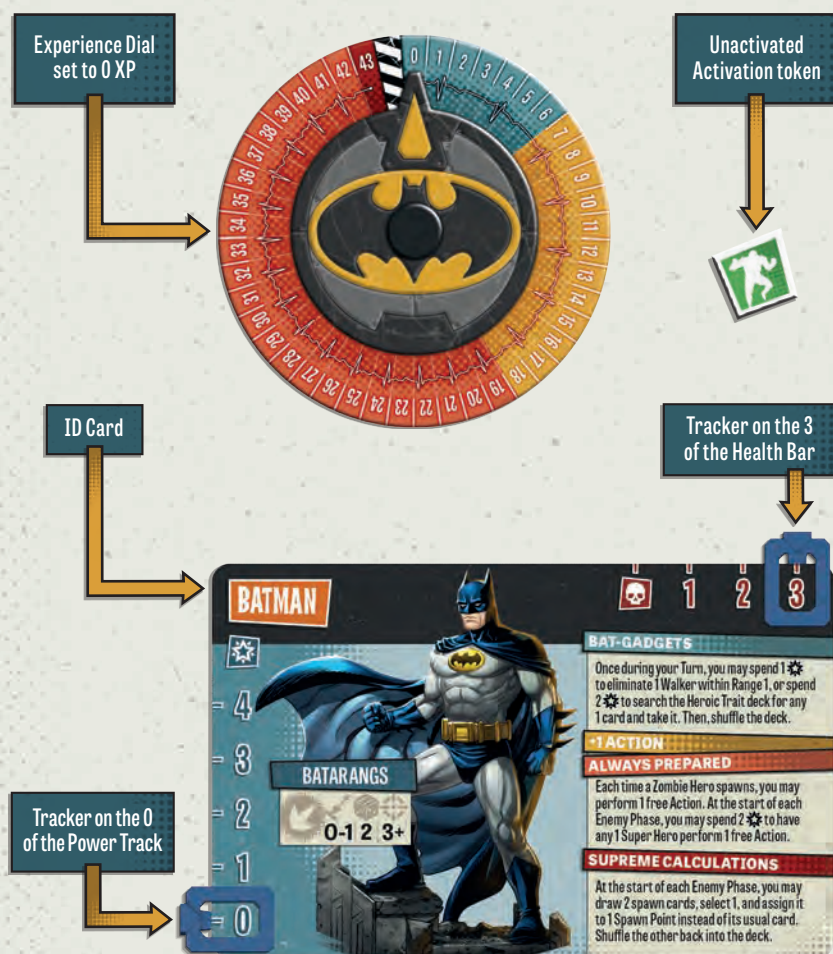 Experience Dial
set to 0 XP
Unactivated
Activation token
0 1 2 3 4 5 6 7 8 9 10 11 12 13 14 15 16 17 18 19 20 21 22 23 24 25 26 27 28 29 30 31 32 33 34 35 36 37 38 39 40 41 42 43
ID Card
Tracker on the 3
of the Health Bar
BATMAN
1 2 3
4
3
2
1
0
BATARANGS
0-1 2 3+
Tracker on the 0
of the Power Track
BAT-GADGETS
Once during your Turn, you may spend 1
to eliminate 1 Walker within Range 1, or spend
2 to search the Heroic Trait deck for any
1 card and take it. Then, shuffle the deck.
+1 ACTION
ALWAYS PREPARED
Each time a Zombie Hero spawns, you may
perform 1 free Action. At the start of each
Enemy Phase, you may spend 2 to have
any 1 Super Hero perform 1 free Action.
SUPREME CALCULATIONS
At the start of each Enemy Phase, you may
draw 2 spawn cards, select 1, and assign it
to 1 Spawn Point instead of its usual card.
Shuffle the other back into the deck.